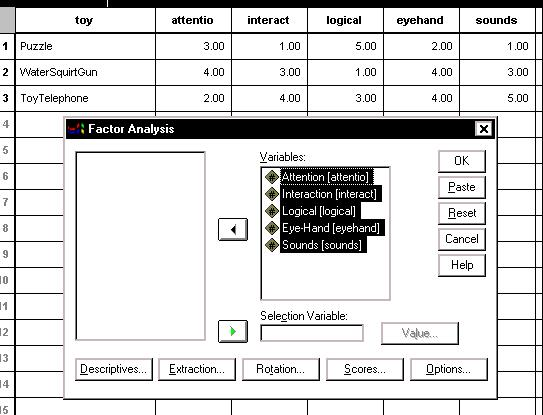 toy attentio interact logical eyehand sounds
1 Puzzle 3.00 1.00 5.00 2.00 1.00
2 WaterSquirtGun 4.00 3.00 1.00 4.00 3.00
3 ToyTelephone 2.00 4.00 3.00 4.00 5.00
4
Factor Analysis
5
Variables:
Attention [attentio] OK
6
Interaction [interact] Paste
7
Logical [logical] Reset
8
Eye-Hand [eyehand]
Sounds [sounds] Cancel
9
Help
10
11
Selection Variable:
12 Value...
13
Descriptives... Extraction... Rotation... Scores... Options...
14
15